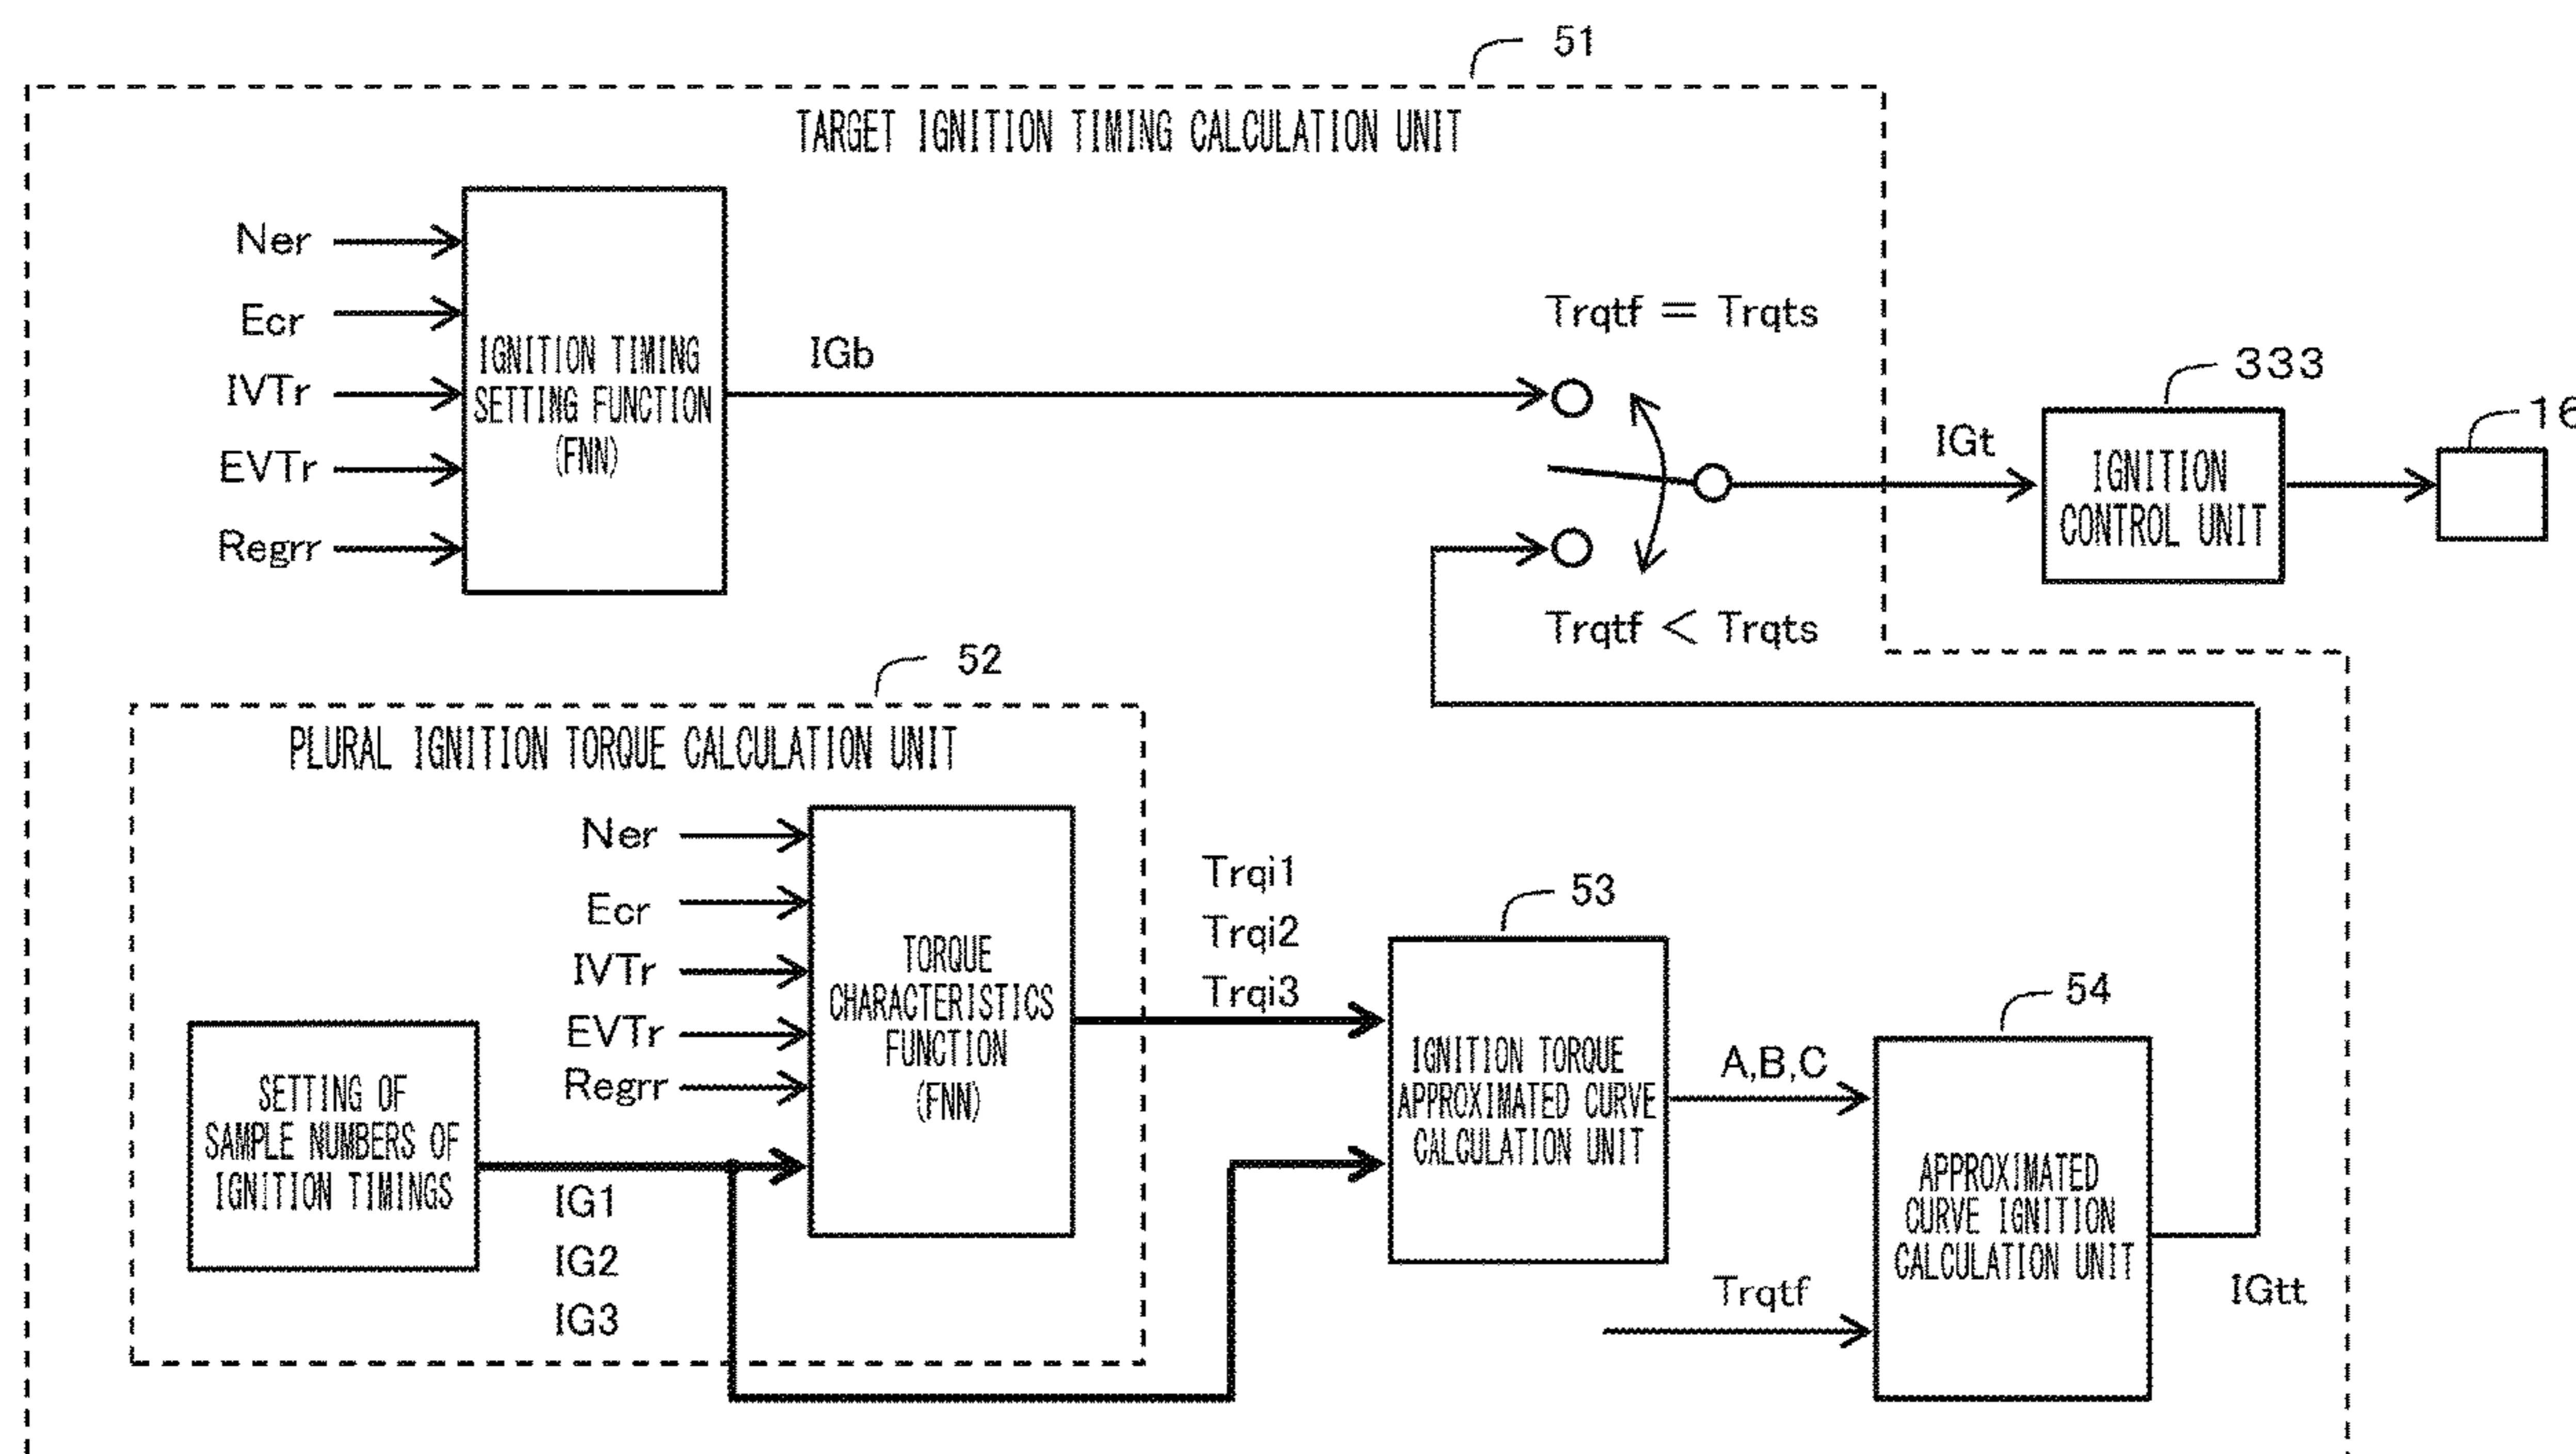 51
TARGET IGNITION TIMING CALCULATION UNIT
Ner
Ecr
IVTr
EVTr
Regrr
IGNITION TIMING
SETTING FUNCTION
(FNN)
IGb
Trqtf = Trqts
Trqtf < Trqts
IGt
333
IGNITION
CONTROL UNIT
16
52
PLURAL IGNITION TORQUE CALCULATION UNIT
Ner
Ecr
IVTr
EVTr
Regrr
SETTING OF
SAMPLE NUMBERS OF
IGNITION TIMINGS
IG1
IG2
IG3
TORQUE
CHARACTERISTICS
FUNCTION
(FNN)
Trqi1
Trqi2
Trqi3
53
IGNITION TORQUE
APPROXIMATED CURVE
CALCULATION UNIT
A,B,C
Trqtf
54
APPROXIMATED
CURVE IGNITION
CALCULATION UNIT
IGtt